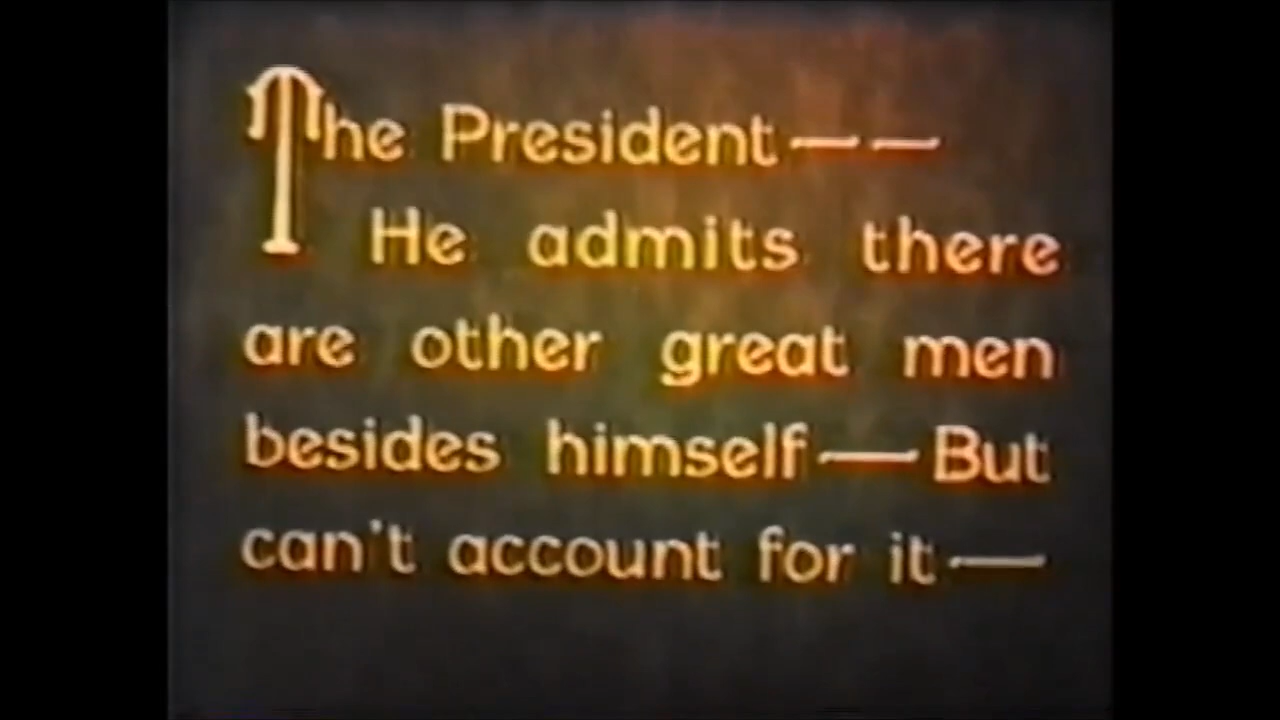 The President — —
He admits there
are other great men
besides himself — But
can't account for it —